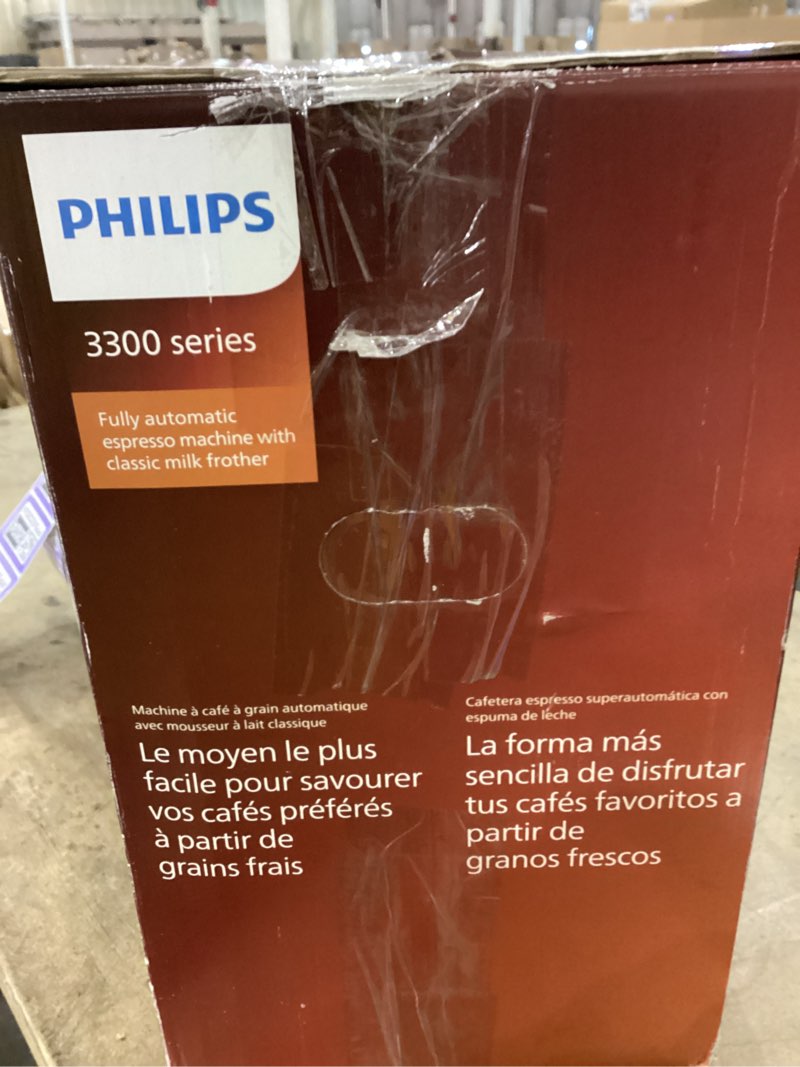 PHILIPS
3300 series
Fully automatic
espresso machine with
classic milk frother
Machine à café à grain automatique
avec mousseur à lait classique
Le moyen le plus
facile pour savourer
vos cafés préférés
à partir de
grains frais
Cafetera espresso superautomática con
espuma de leche
La forma más
sencilla de disfrutar
tus cafés favoritos a
partir de
granos frescos